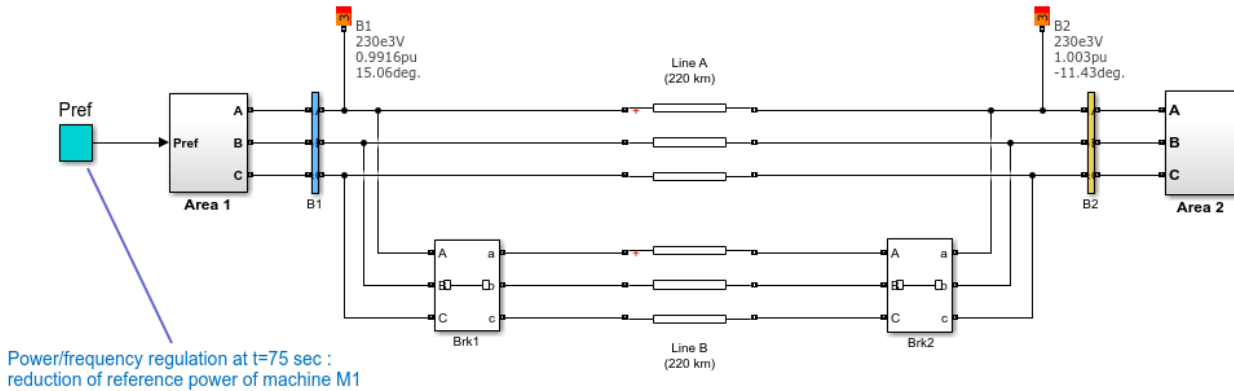 3
B1
230e3V
0.9916pu
15.06deg.
3
B2
230e3V
1.003pu
-11.43deg.
Line A
(220 km)
Pref
Pref
A
B
C
Area 1
B1
+
A
B
C
B2
Area 2
A
B
C
a
b
c
Brk1
+
A
B
C
a
b
c
Brk2
Line B
(220 km)
Power/frequency regulation at t=75 sec :
reduction of reference power of machine M1